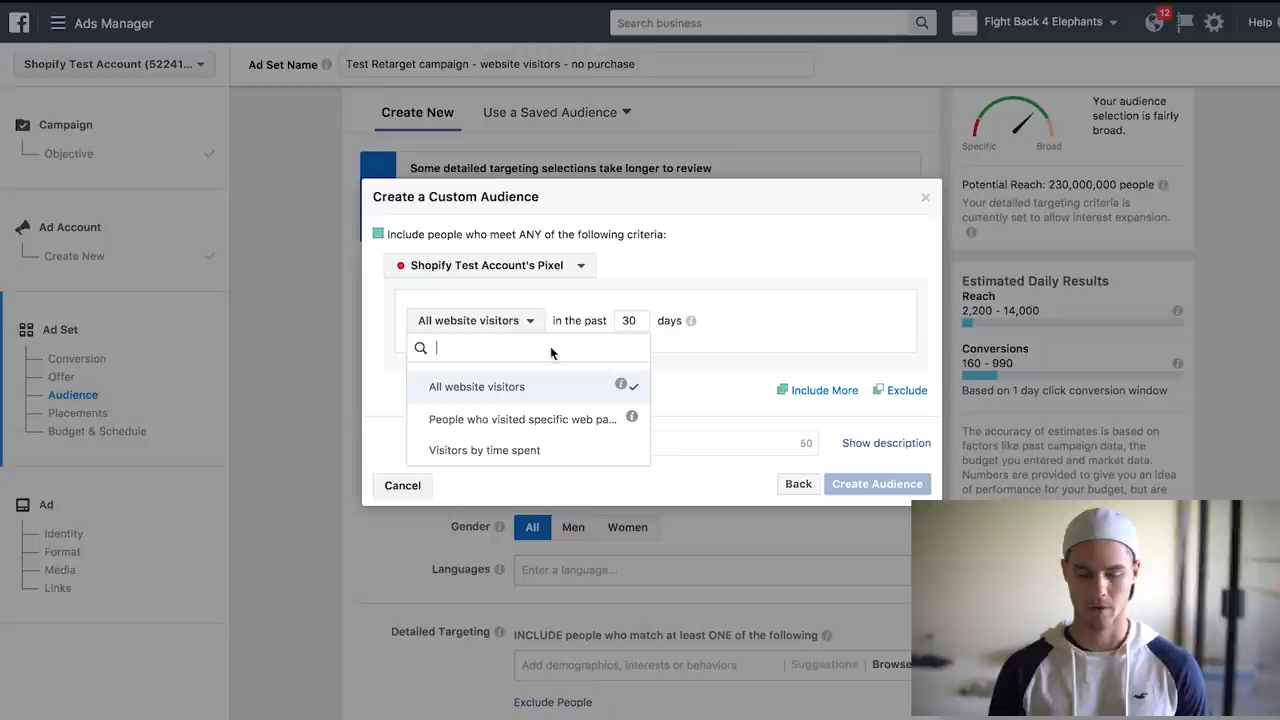 Ads Manager
Search business
Fight Back 4 Elephants
12
Help
Shopify Test Account (52241...
Ad Set Name
Test Retarget campaign - website visitors - no purchase
Campaign
Objective
Ad Account
Create New
Ad Set
Conversion
Offer
Audience
Placements
Budget & Schedule
Ad
Identity
Format
Media
Links
Create New
Use a Saved Audience
Some detailed targeting selections take longer to review
Create a Custom Audience
Include people who meet ANY of the following criteria:
Shopify Test Account's Pixel
All website visitors in the past 30 days
All website visitors
People who visited specific web pa...
Visitors by time spent
Include More
Exclude
50
Show description
Cancel
Back
Create Audience
Gender
All
Men
Women
Languages
Enter a language...
Detailed Targeting
INCLUDE people who match at least ONE of the following
Add demographics, interests or behaviors
Suggestions
Browse
Exclude People
Specific
Broad
Your audience
selection is fairly
broad.
Potential Reach: 230,000,000 people
Your detailed targeting criteria is
currently set to allow interest expansion.
Estimated Daily Results
Reach
2,200 - 14,000
Conversions
160 - 990
Based on 1 day click conversion window
The accuracy of estimates is based on
factors like past campaign data, the
budget you entered and market data.
Numbers are provided to give you an idea
of performance for your budget, but are